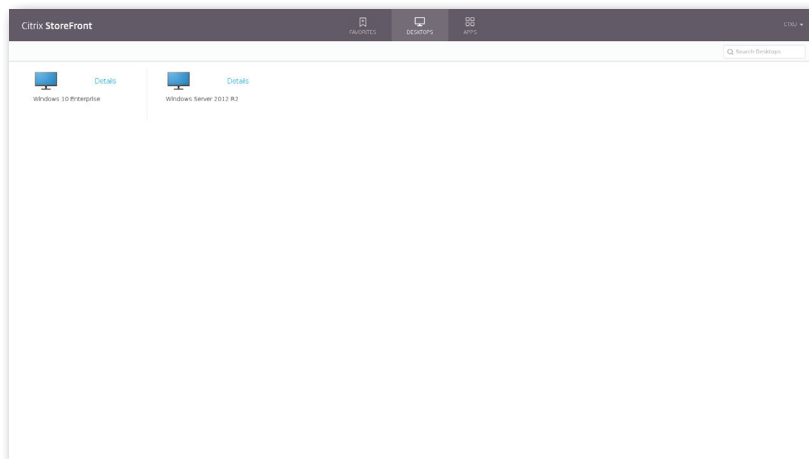 Citrix StoreFront
FAVORITES
DESKTOPS
APPS
Search Desktops
Details
Details
Windows 10 Enterprise
Windows Server 2012 R2